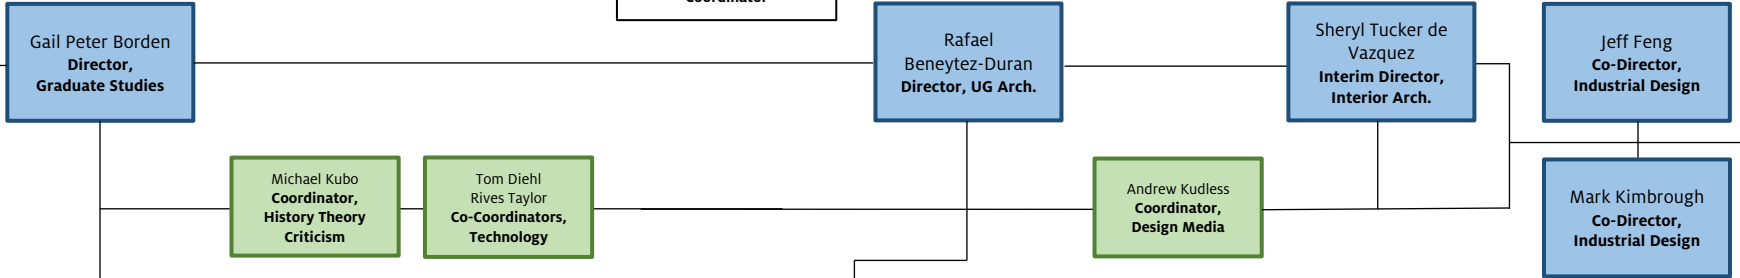 Coordinator
Gail Peter Borden
Director,
Graduate Studies
Rafael
Beneytez-Duran
Director, UG Arch.
Sheryl Tucker de
Vazquez
Interim Director,
Interior Arch.
Jeff Feng
Co-Director,
Industrial Design
Michael Kubo
Coordinator,
History Theory
Criticism
Tom Diehl
Rives Taylor
Co-Coordinators,
Technology
Andrew Kudless
Coordinator,
Design Media
Mark Kimbrough
Co-Director,
Industrial Design